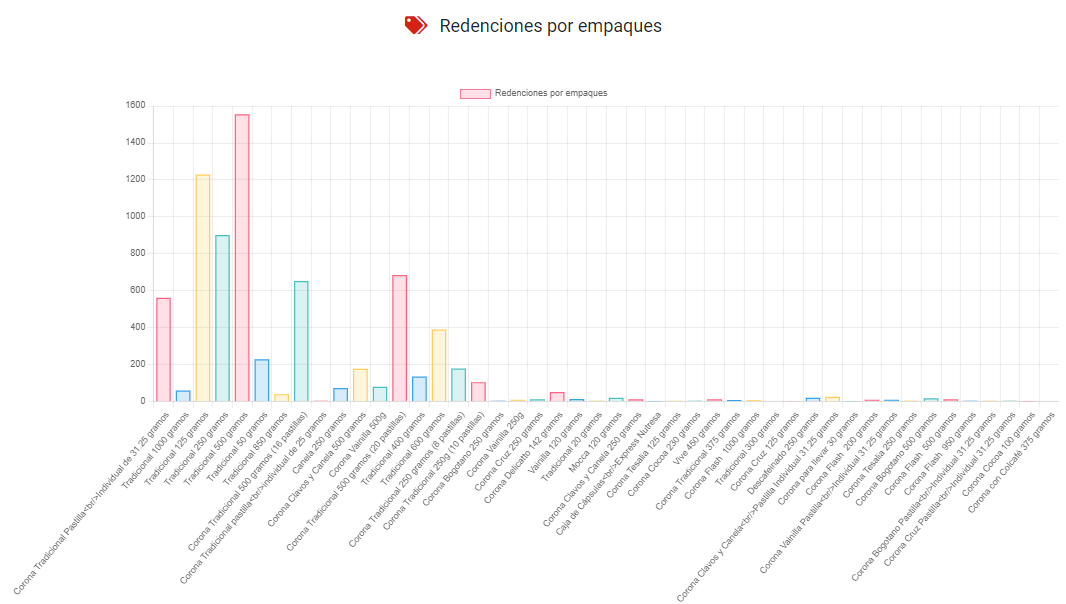 Redenciones por empaques
Redenciones por empaques
1600
1400
1200
1000
800
600
400
200
0
Corona Tradicional Pastilla<br/>Individual de 31.25 gramos
Tradicional 1000 gramos
Tradicional 125 gramos
Tradicional 250 gramos
Tradicional 500 gramos
Tradicional 50 gramos
Tradicional 850 gramos
Corona Tradicional 500 gramos (16 pastillas)
Corona Tradicional pastilla<br/>Individual de 25 gramos
Canela 250 gramos
Corona Clavos y Canela 500 gramos
Corona Vainilla 500g
Corona Tradicional 500 gramos (20 pastillas)
Tradicional 400 gramos
Tradicional 600 gramos
Corona Tradicional 250 gramos (8 pastillas)
Corona Tradicional 250g (10 pastillas)
Corona Bogotano 250 gramos
Corona Vainilla 250g
Corona Cruz 250 gramos
Corona Delicatto 142 gramos
Vainilla 120 gramos
Tradicional 20 gramos
Mocca 120 gramos
Corona Clavos y Canela 250 gramos
Caja de Cápsulas<br/>Express Nutresa
Corona Tesalia 125 gramos
Corona Cocoa 230 gramos
Vive 450 gramos
Corona Tradicional 375 gramos
Corona Flash 1000 gramos
Tradicional 300 gramos
Corona Cruz 125 gramos
Descafeinado 250 gramos
Corona Clavos y Canela<br/>Pastilla Individual 31.25 gramos
Corona para llevar 30 gramos
Corona Flash 200 gramos
Corona Vainilla Pastilla<br/>Individual 31.25 gramos
Corona Tesalia 250 gramos
Corona Bogotano 500 gramos
Corona Flash 500 gramos
Corona Flash 950 gramos
Corona Bogotano Pastilla<br/>Individual 31.25 gramos
Corona Cruz Pastilla<br/>Individual 31.25 gramos
Corona Cocoa 100 gramos
Corona con Colcafé 375 gramos